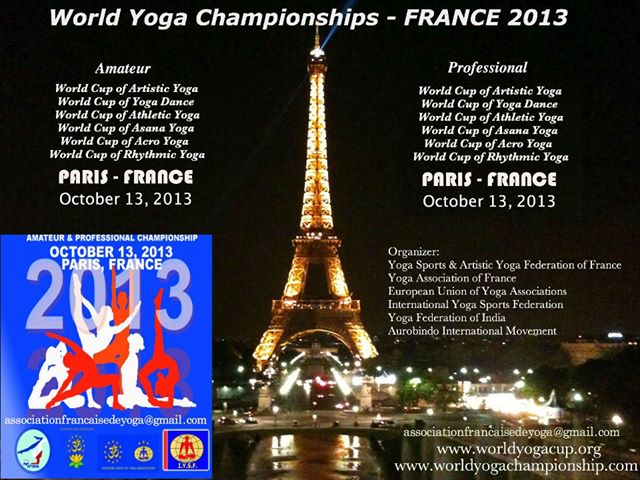 World Yoga Championships - FRANCE 2013
Amateur
World Cup of Artistic Yoga
World Cup of Yoga Dance
World Cup of Athletic Yoga
World Cup of Asana Yoga
World Cup of Acro Yoga
World Cup of Rhythmic Yoga
PARIS - FRANCE
October 13, 2013
Professional
World Cup of Artistic Yoga
World Cup of Yoga Dance
World Cup of Athletic Yoga
World Cup of Asana Yoga
World Cup of Acro Yoga
World Cup of Rhythmic Yoga
PARIS - FRANCE
October 13, 2013
AMATEUR & PROFESSIONAL CHAMPIONSHIP
OCTOBER 13, 2013
PARIS, FRANCE
2013
2013
associationfrancaisedeyoga@gmail.com
I.Y.S.F.
Organizer:
Yoga Sports & Artistic Yoga Federation of France
Yoga Association of France
European Union of Yoga Associations
International Yoga Sports Federation
Yoga Federation of India
Aurobindo International Movement
associationfrancaisedeyoga@gmail.com
www.worldyogacup.org
www.worldyogachampionship.com